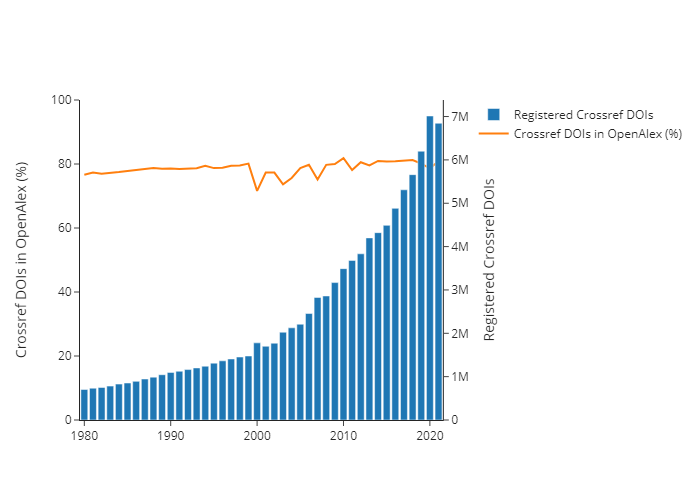 100
80
60
40
20
0
Crossref DOIs in OpenAlex (%)
1980
1990
2000
2010
2020
7M
6M
5M
4M
3M
2M
1M
0
Registered Crossref DOIs
Registered Crossref DOIs
Crossref DOIs in OpenAlex (%)